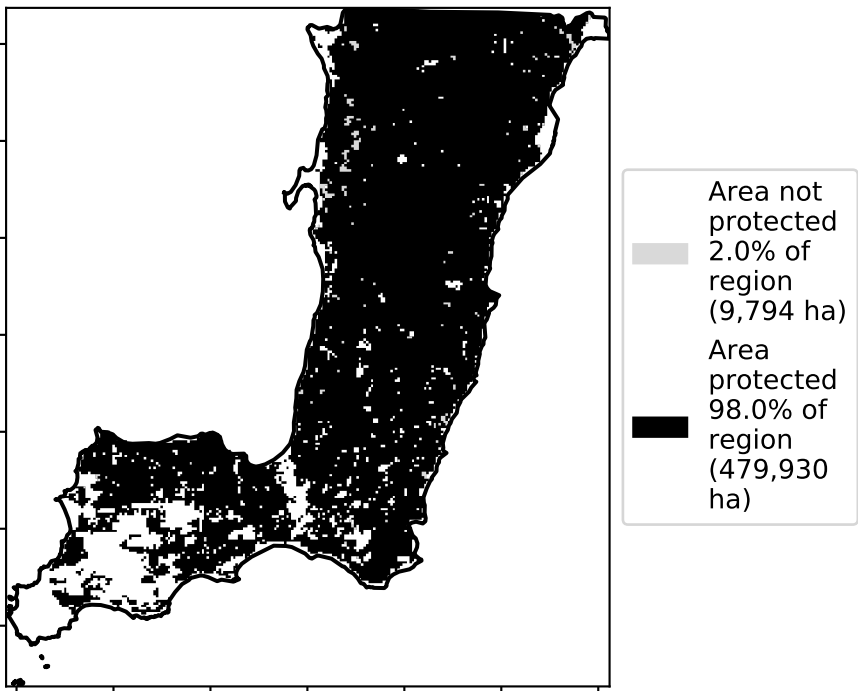 Area not
protected
2.0% of
region
(9,794 ha)
Area
protected
98.0% of
region
(479,930
ha)